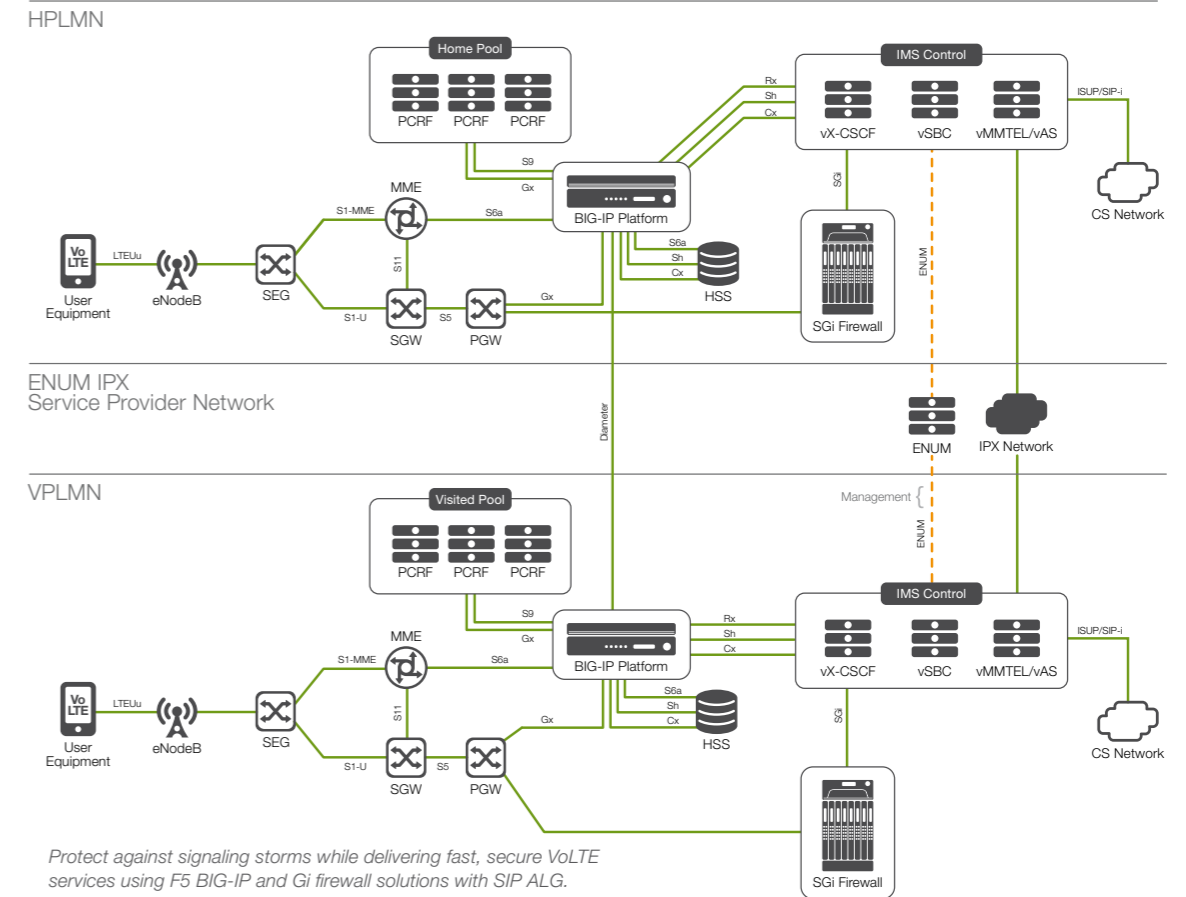 HPLMN
Home Pool
PCRF PCRF PCRF
IMS Control
vX-CSCF vSBC vMMTEL/vAS
Rx
Sh
Cx
ISUP/SIP-i
CS Network
S9
Gx
BIG-IP Platform
MME
S1-MME
S6a
SGi
ENUM
Vo
LTE
LTEUu
User
Equipment
eNodeB
SEG
S11
S1-U
SGW
S5
PGW
Gx
S6a
Sh
Cx
HSS
SGi Firewall
ENUM IPX
Service Provider Network
Diameter
ENUM
IPX Network
VPLMN
Management {
ENUM
Visited Pool
PCRF PCRF PCRF
IMS Control
vX-CSCF vSBC vMMTEL/vAS
Rx
Sh
Cx
ISUP/SIP-i
CS Network
S9
Gx
BIG-IP Platform
MME
S1-MME
S6a
SGi
Vo
LTE
LTEUu
User
Equipment
eNodeB
SEG
S11
S1-U
SGW
S5
PGW
Gx
S6a
Sh
Cx
HSS
SGi Firewall
Protect against signaling storms while delivering fast, secure VoLTE
services using F5 BIG-IP and Gi firewall solutions with SIP ALG.